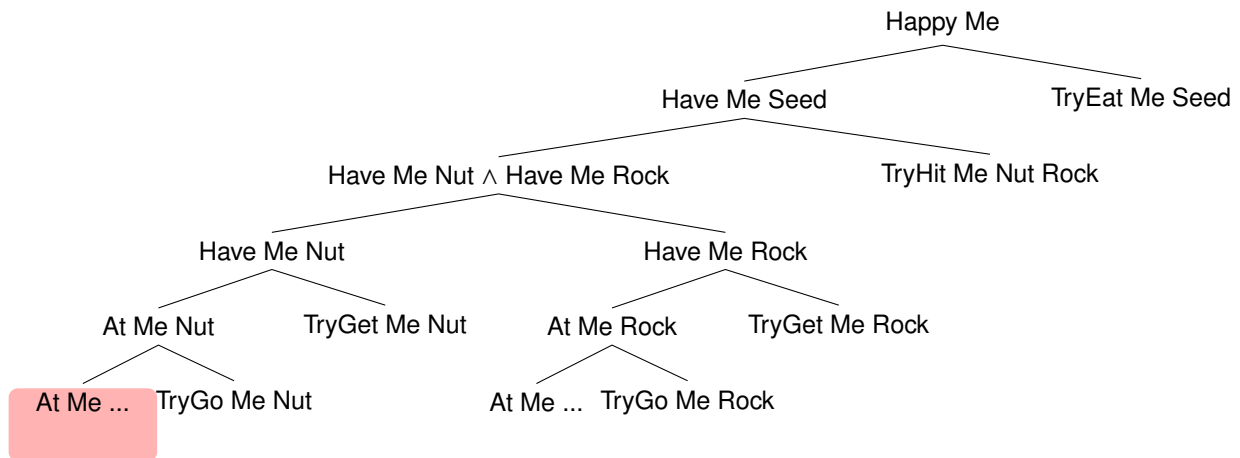 Happy Me
Have Me Seed TryEat Me Seed
Have Me Nut ∧ Have Me Rock TryHit Me Nut Rock
Have Me Nut Have Me Rock
At Me Nut TryGet Me Nut At Me Rock TryGet Me Rock
At Me ... TryGo Me Nut At Me ... TryGo Me Rock